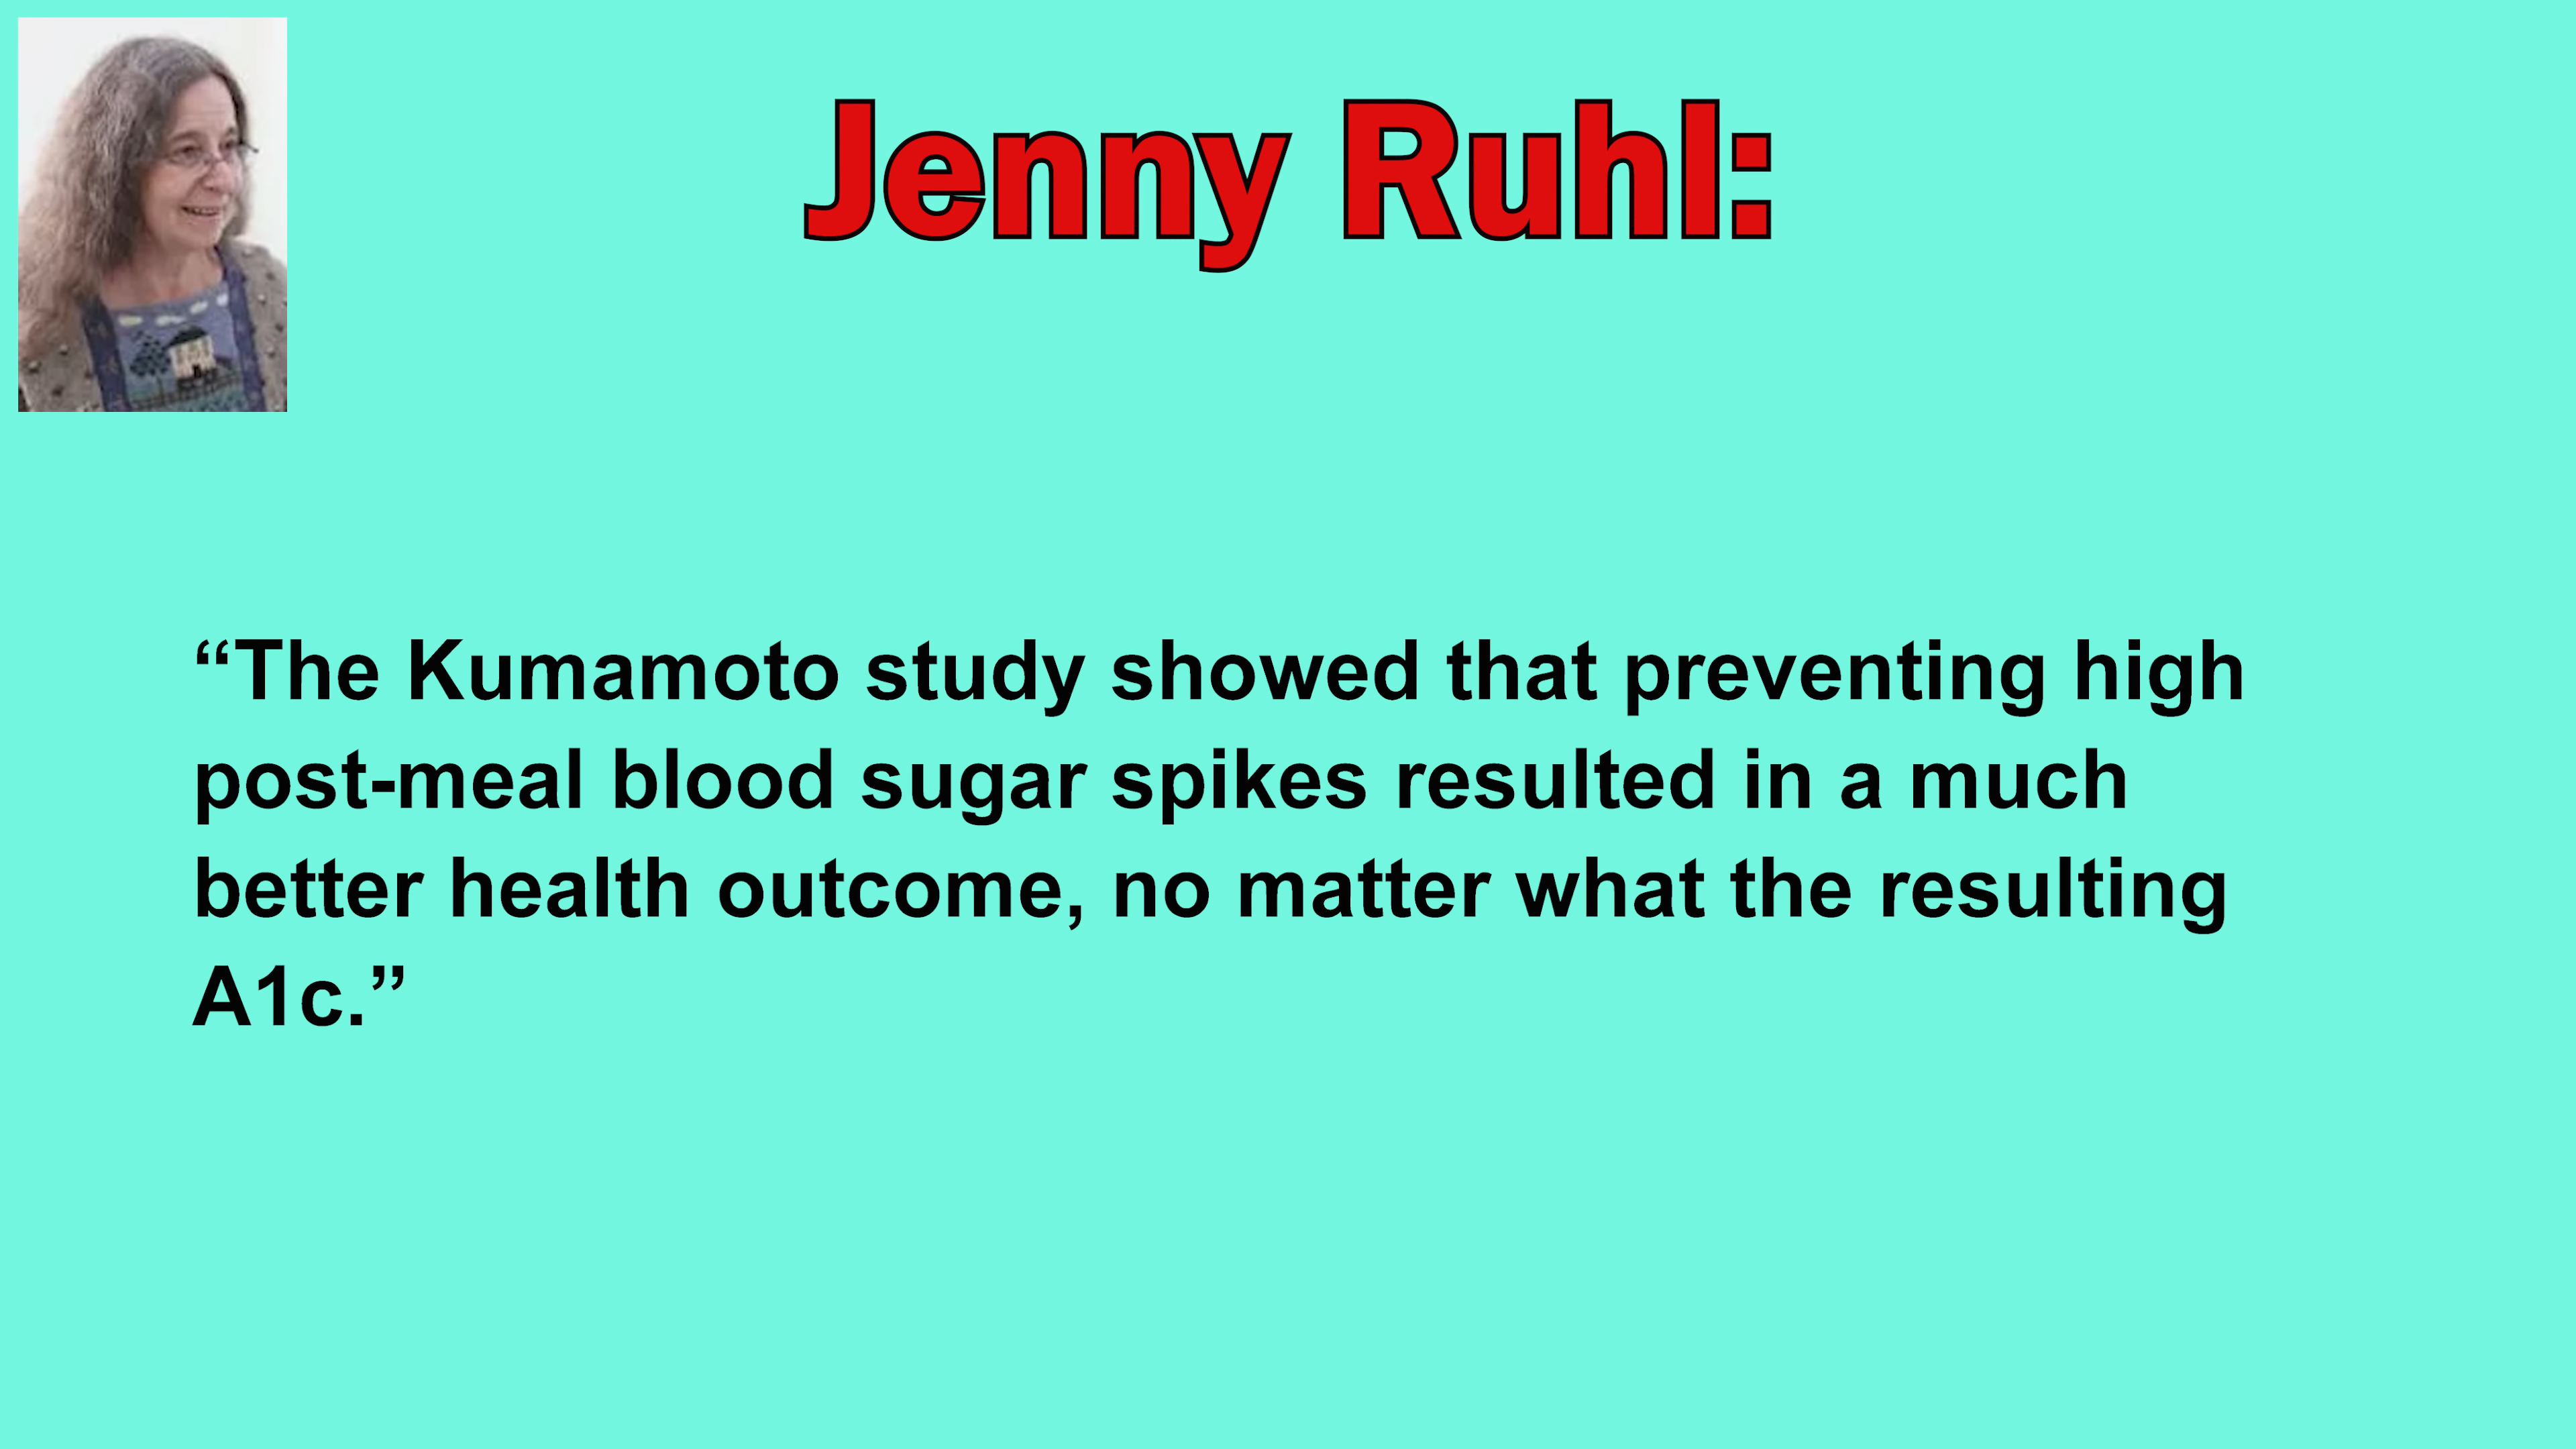 Jenny Ruhl:
“The Kumamoto study showed that preventing high
post-meal blood sugar spikes resulted in a much
better health outcome, no matter what the resulting
A1c.”